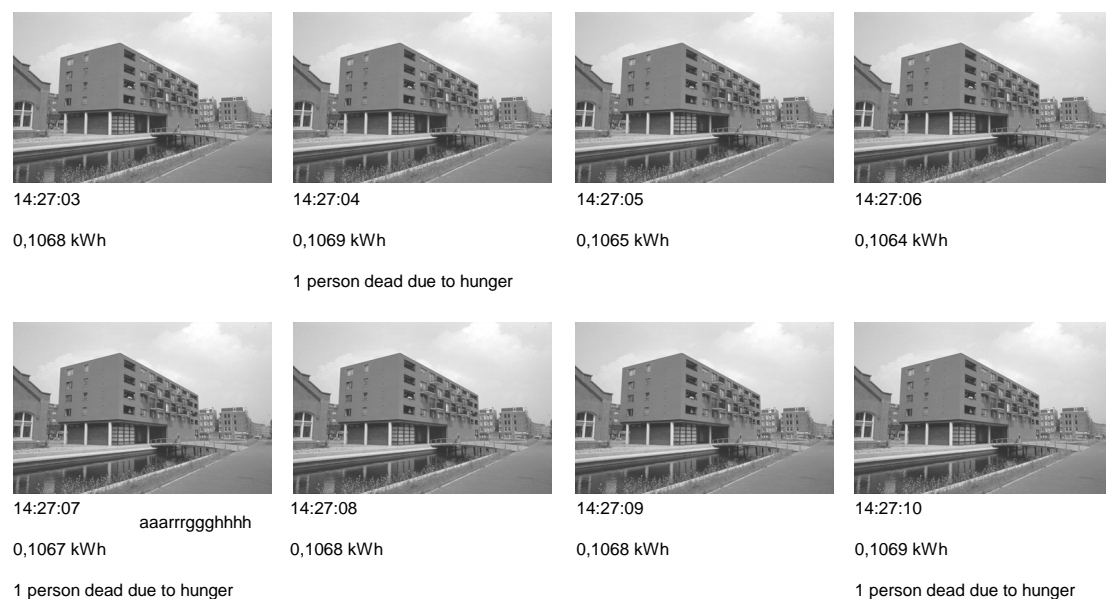 14:27:03
14:27:04
14:27:05
14:27:06
0,1068 kWh
0,1069 kWh
0,1065 kWh
0,1064 kWh
1 person dead due to hunger
14:27:07
14:27:08
14:27:09
14:27:10
aaarrrggghhhh
0,1067 kWh
0,1068 kWh
0,1068 kWh
0,1069 kWh
1 person dead due to hunger
1 person dead due to hunger